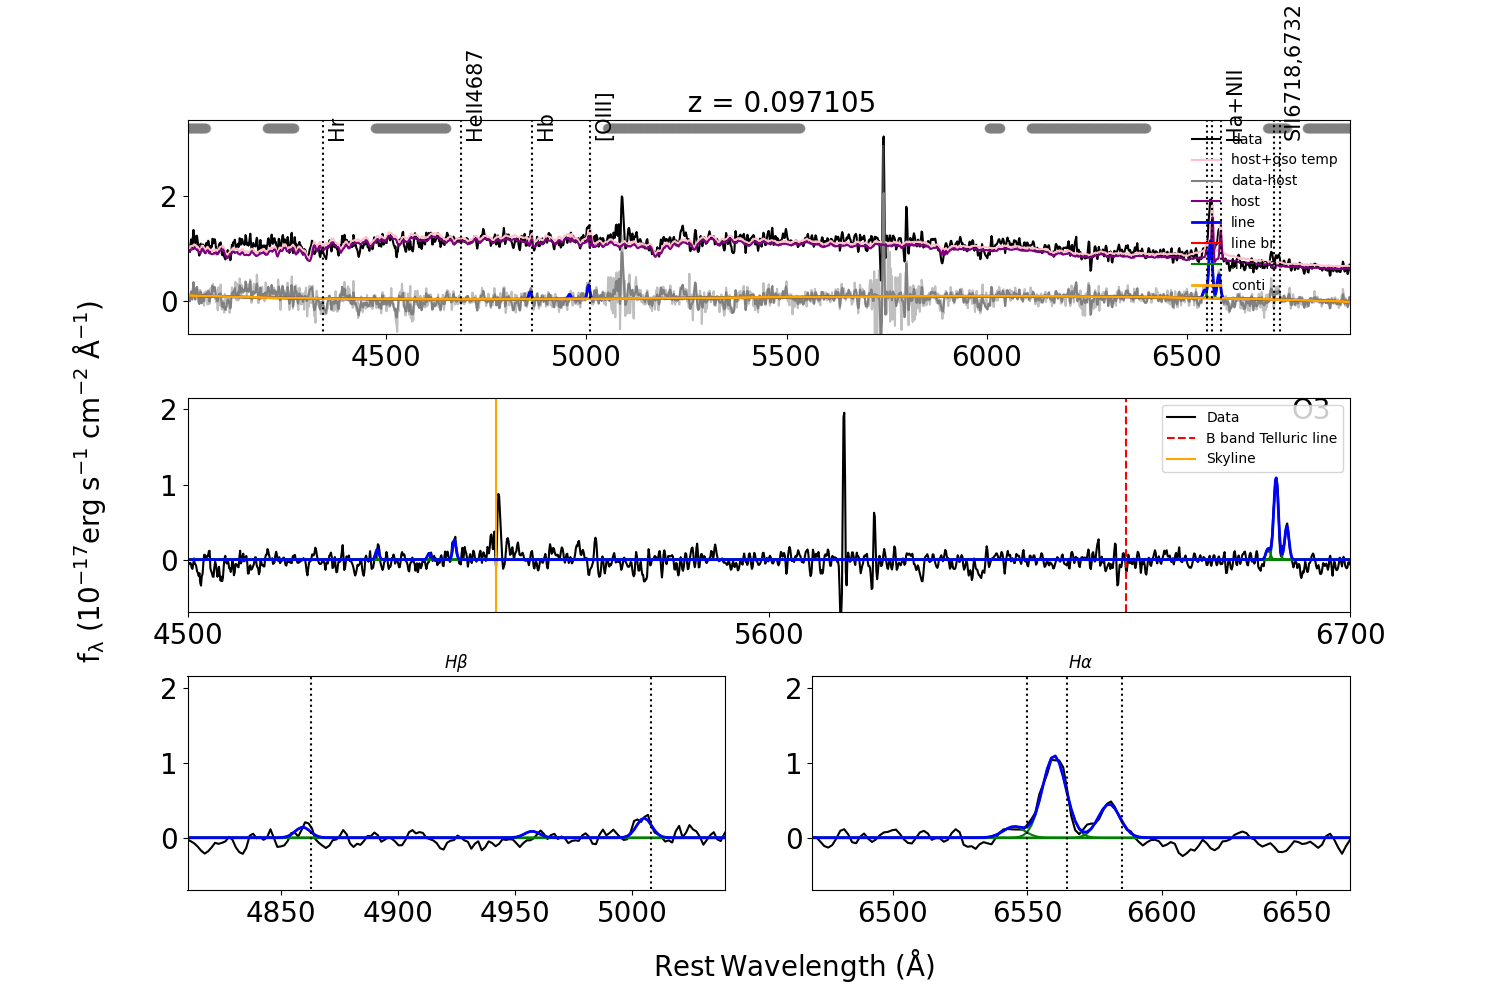 z = 0.097105
Hr
HeII4687
Hb
[OIII]
Ha+NII
SII6718,6732
data
host+qso temp
data-host
host
line
line br
conti
2
0
4500
5000
5500
6000
6500
O3
Data
B band Telluric line
Skyline
2
1
0
4500
5600
6700
fλ (10⁻¹⁷erg s⁻¹ cm⁻² Å⁻¹)
Hβ
2
1
0
4850
4900
4950
5000
Hα
2
1
0
6500
6550
6600
6650
Rest Wavelength (Å)